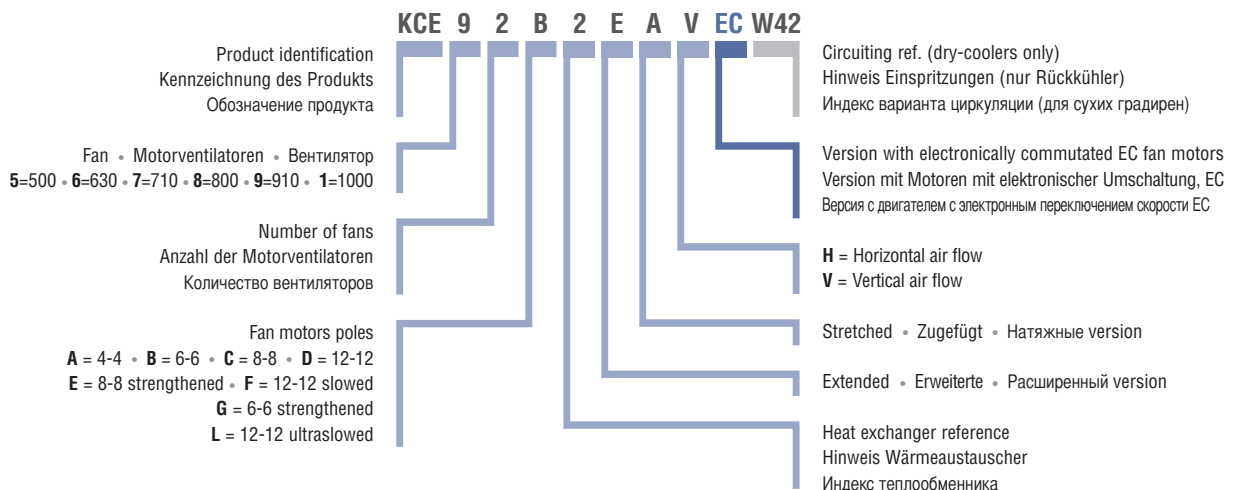 KCE 9 2 B 2 E A V EC W42
Product identification
Kennzeichnung des Produkts
Обозначение продукта
Fan • Motorventilatoren • Вентилятор
5=500 • 6=630 • 7=710 • 8=800 • 9=910 • 1=1000
Number of fans
Anzahl der Motorventilatoren
Количество вентиляторов
Fan motors poles
A = 4-4 • B = 6-6 • C = 8-8 • D = 12-12
E = 8-8 strengthened • F = 12-12 slowed
G = 6-6 strengthened
L = 12-12 ultraslowed
Circuiting ref. (dry-coolers only)
Hinweis Einspritzungen (nur Rückkühler)
Индекс варианта циркуляции (для сухих градирен)
Version with electronically commutated EC fan motors
Version mit Motoren mit elektronischer Umschaltung, EC
Версия с двигателем с электронным переключением скорости EC
H = Horizontal air flow
V = Vertical air flow
Stretched • Zugefügt • Натяжные version
Extended • Erweiterte • Расширенный version
Heat exchanger reference
Hinweis Wärmeaustauscher
Индекс теплообменника